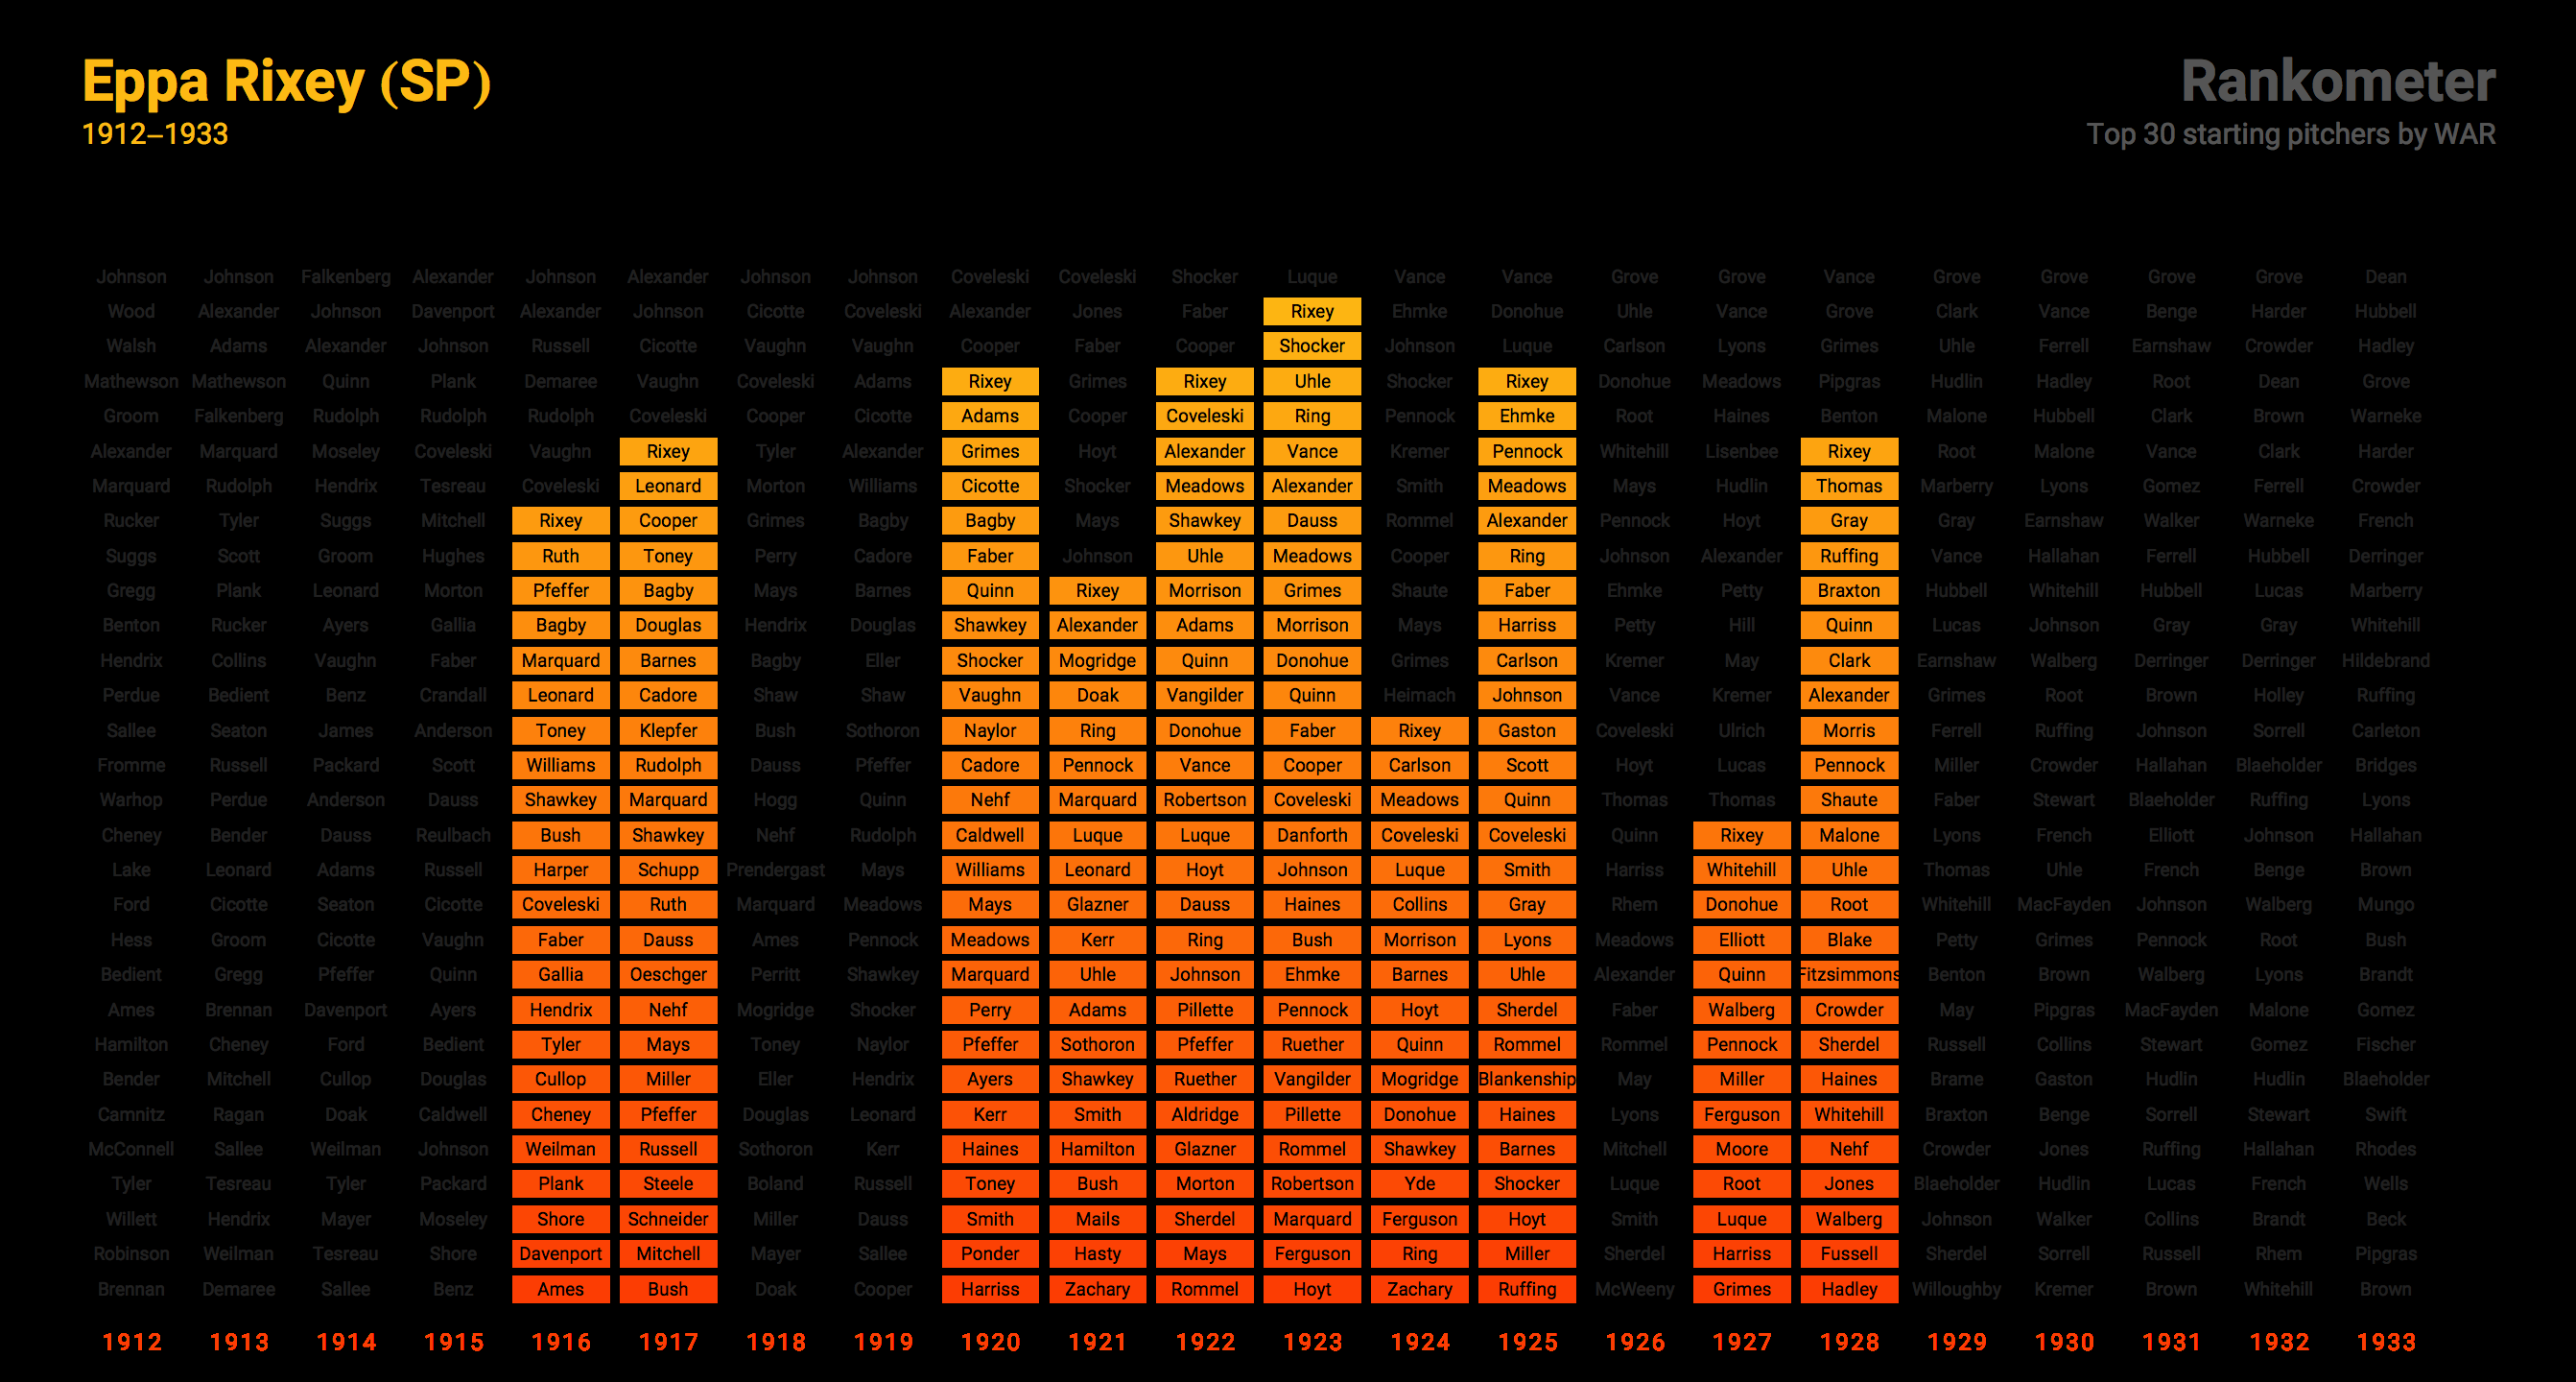 Eppa Rixey (SP)
1912–1933
Rankometer
Top 30 starting pitchers by WAR
Johnson Johnson Falkenberg Alexander Johnson Alexander Johnson Johnson Coveleski Coveleski Shocker Luque Vance Vance Grove Grove Vance Grove Grove Grove Grove Dean
Wood Alexander Johnson Davenport Alexander Johnson Cicotte Coveleski Alexander Jones Faber Rixey Ehmke Donohue Uhle Vance Grove Clark Vance Benge Harder Hubbell
Walsh Adams Alexander Johnson Russell Cicotte Vaughn Vaughn Cooper Faber Cooper Shocker Johnson Luque Carlson Lyons Grimes Uhle Ferrell Earnshaw Crowder Hadley
Mathewson Mathewson Quinn Plank Demaree Vaughn Coveleski Adams Rixey Grimes Rixey Uhle Shocker Rixey Donohue Meadows Pipgras Hudlin Hadley Root Dean Grove
Groom Falkenberg Rudolph Rudolph Rudolph Coveleski Cooper Cicotte Adams Cooper Coveleski Ring Pennock Ehmke Root Haines Benton Malone Hubbell Clark Brown Warneke
Alexander Marquard Moseley Coveleski Vaughn Rixey Tyler Alexander Grimes Hoyt Alexander Vance Kremer Pennock Whitehill Lisenbee Rixey Root Malone Vance Clark Harder
Marquard Rudolph Hendrix Tesreau Coveleski Leonard Morton Williams Cicotte Shocker Meadows Alexander Smith Meadows Mays Hudlin Thomas Marberry Lyons Gomez Ferrell Crowder
Rucker Tyler Suggs Mitchell Rixey Cooper Grimes Bagby Bagby Mays Shawkey Dauss Rommel Alexander Pennock Hoyt Gray Gray Earnshaw Walker Warneke French
Suggs Scott Groom Hughes Ruth Toney Perry Cadore Faber Johnson Uhle Meadows Cooper Ring Johnson Alexander Ruffing Vance Hallahan Ferrell Hubbell Derringer
Gregg Plank Leonard Morton Pfeffer Bagby Mays Barnes Quinn Rixey Morrison Grimes Shaute Faber Ehmke Petty Braxton Hubbell Whitehill Hubbell Lucas Marberry
Benton Rucker Ayers Gallia Bagby Douglas Hendrix Douglas Shawkey Alexander Adams Morrison Mays Harriss Petty Hill Quinn Lucas Johnson Gray Gray Whitehill
Hendrix Collins Vaughn Faber Marquard Barnes Bagby Eller Shocker Mogridge Quinn Donohue Grimes Carlson Kremer May Clark Earnshaw Walberg Derringer Derringer Hildebrand
Perdue Bedient Benz Crandall Leonard Cadore Shaw Shaw Vaughn Doak Vangilder Quinn Heimach Johnson Vance Kremer Alexander Grimes Root Brown Holley Ruffing
Sallee Seaton James Anderson Toney Klepfer Bush Sothoron Naylor Ring Donohue Faber Rixey Gaston Coveleski Ulrich Morris Ferrell Ruffing Johnson Sorrell Carleton
Fromme Russell Packard Scott Williams Rudolph Dauss Pfeffer Cadore Pennock Vance Cooper Carlson Scott Hoyt Lucas Pennock Miller Crowder Hallahan Blaeholder Bridges
Warhop Perdue Anderson Dauss Shawkey Marquard Hogg Quinn Nehf Marquard Robertson Coveleski Meadows Quinn Thomas Thomas Shaute Faber Stewart Blaeholder Ruffing Lyons
Cheney Bender Dauss Reulbach Bush Shawkey Nehf Rudolph Caldwell Luque Luque Danforth Coveleski Coveleski Quinn Rixey Malone Lyons French Elliott Johnson Hallahan
Lake Leonard Adams Russell Harper Schupp Prendergast Mays Williams Leonard Hoyt Johnson Luque Smith Harriss Whitehill Uhle Thomas Uhle French Benge Brown
Ford Cicotte Seaton Cicotte Coveleski Ruth Marquard Meadows Mays Glazner Dauss Haines Collins Gray Rhem Donohue Root Whitehill MacFayden Johnson Walberg Mungo
Hess Groom Cicotte Vaughn Faber Dauss Ames Pennock Meadows Kerr Ring Bush Morrison Lyons Meadows Elliott Blake Petty Grimes Pennock Root Bush
Bedient Gregg Pfeffer Quinn Gallia Oeschger Perritt Shawkey Marquard Uhle Johnson Ehmke Barnes Uhle Alexander Quinn Fitzsimmons Benton Brown Walberg Lyons Brandt
Ames Brennan Davenport Ayers Hendrix Nehf Mogridge Shocker Perry Adams Pillette Pennock Hoyt Sherdel Faber Walberg Crowder May Pipgras MacFayden Malone Gomez
Hamilton Cheney Ford Bedient Tyler Mays Toney Naylor Pfeffer Sothoron Pfeffer Ruether Quinn Rommel Rommel Pennock Sherdel Russell Collins Stewart Gomez Fischer
Bender Mitchell Cullop Douglas Cullop Miller Eller Hendrix Ayers Shawkey Ruether Vangilder Mogridge Blankenship May Miller Haines Brame Gaston Hudlin Hudlin Blaeholder
Camnitz Ragan Doak Caldwell Cheney Pfeffer Douglas Leonard Kerr Smith Aldridge Pillette Donohue Haines Lyons Ferguson Whitehill Braxton Benge Sorrell Stewart Swift
McConnell Sallee Weilman Johnson Weilman Russell Sothoron Kerr Haines Hamilton Glazner Rommel Shawkey Barnes Mitchell Moore Nehf Crowder Jones Ruffing Hallahan Rhodes
Tyler Tesreau Tyler Packard Plank Steele Boland Russell Toney Bush Morton Robertson Yde Shocker Luque Root Jones Blaeholder Hudlin Lucas French Wells
Willett Hendrix Mayer Moseley Shore Schneider Miller Dauss Smith Mails Sherdel Marquard Ferguson Hoyt Smith Luque Walberg Johnson Walker Collins Brandt Beck
Robinson Weilman Tesreau Shore Davenport Mitchell Mayer Sallee Ponder Hasty Mays Ferguson Ring Miller Sherdel Harriss Fussell Sherdel Sorrell Russell Rhem Pipgras
Brennan Demaree Sallee Benz Ames Bush Doak Cooper Harriss Zachary Rommel Hoyt Zachary Ruffing McWeeny Grimes Hadley Willoughby Kremer Brown Whitehill Brown
1912 1913 1914 1915 1916 1917 1918 1919 1920 1921 1922 1923 1924 1925 1926 1927 1928 1929 1930 1931 1932 1933